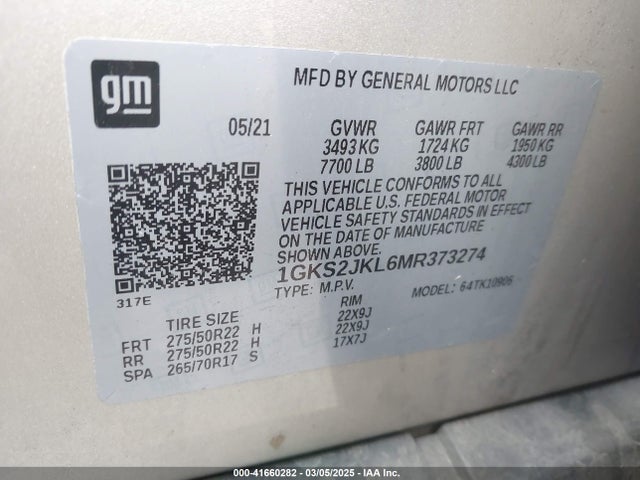 gm
MFD BY GENERAL MOTORS LLC
05/21 GVWR GAWR FRT GAWR RR
3493 KG 1724 KG 1950 KG
7700 LB 3800 LB 4300 LB
THIS VEHICLE CONFORMS TO ALL
APPLICABLE U.S. FEDERAL MOTOR
VEHICLE SAFETY STANDARDS IN EFFECT
ON THE DATE OF MANUFACTURE
SHOWN ABOVE.
1GKS2JKL6MR373274
317E TYPE: M.P.V. MODEL: 64TK10906
TIRE SIZE RIM
FRT 275/50R22 H 22X9J
RR 275/50R22 H 22X9J
SPA 265/70R17 S 17X7J
000-41660282 — 03/05/2025 — IAA Inc.